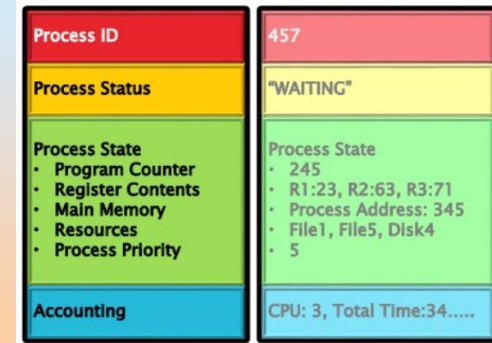 Process ID
457
Process Status
"WAITING"
Process State
• Program Counter
• Register Contents
• Main Memory
• Resources
• Process Priority
Process State
• 245
• R1:23, R2:63, R3:71
• Process Address: 345
• File1, File5, Disk4
• 5
Accounting
CPU: 3, Total Time:34.....